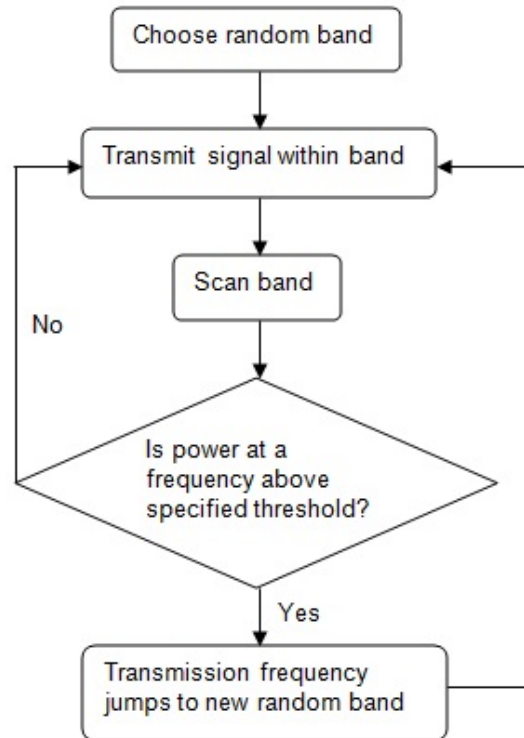 Choose random band
Transmit signal within band
Scan band
No
Is power at a
frequency above
specified threshold?
Yes
Transmission frequency
jumps to new random band